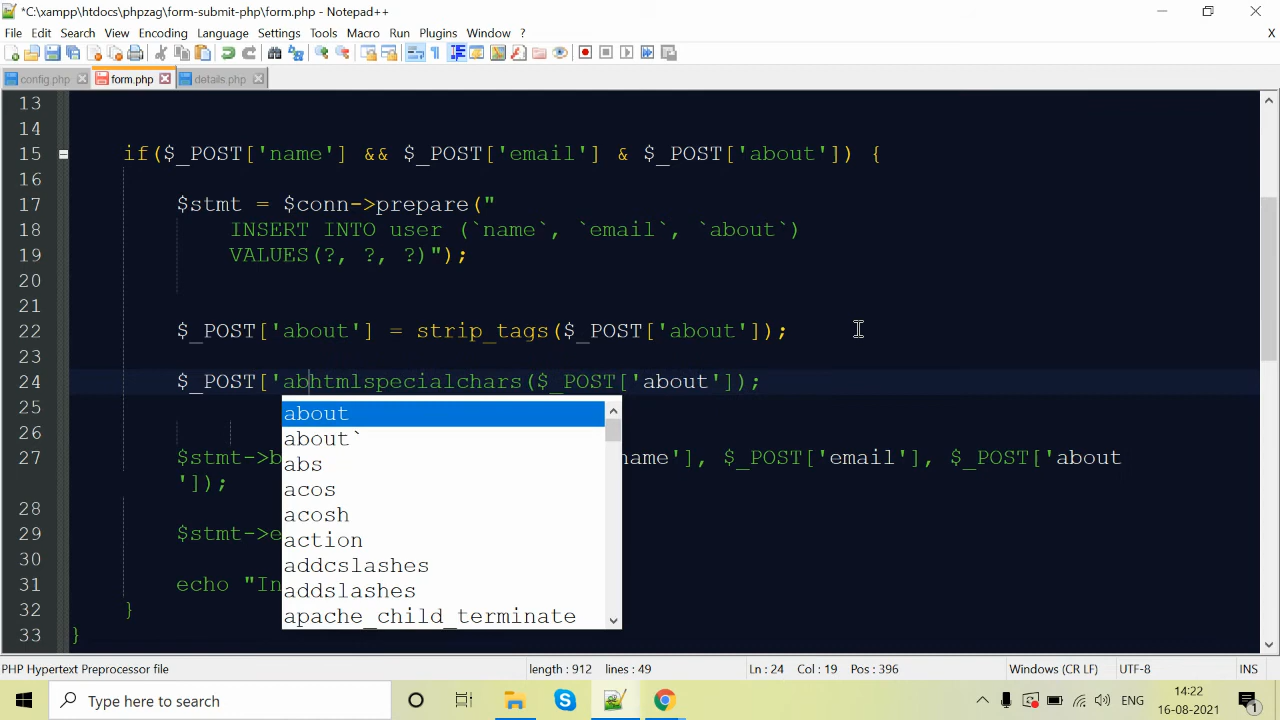 *C:\xampp\htdocs\phpzag\form-submit-php\form.php - Notepad++
File Edit Search View Encoding Language Settings Tools Macro Run Plugins Window ?
X
config.php form.php details.php
13
14
15 if($_POST['name'] && $_POST['email'] & $_POST['about']) {
16
17 $stmt = $conn->prepare("
18 INSERT INTO user (`name`, `email`, `about`)
19 VALUES(?, ?, ?)");
20
21
22 $_POST['about'] = strip_tags($_POST['about']);
23
24 $_POST['abhtmlspecialchars($_POST['about']);
25
about
26
about`
27 $stmt->b name'], $_POST['email'], $_POST['about
abs
']);
acos
28
acosh
29 $stmt->e
action
30
addcslashes
31 echo "In
addslashes
32 }
apache_child_terminate
33 }
PHP Hypertext Preprocessor file length : 912 lines : 49 Ln : 24 Col : 19 Pos : 396 Windows (CR LF) UTF-8 INS
Type here to search
ENG
14:22
16-08-2021
1